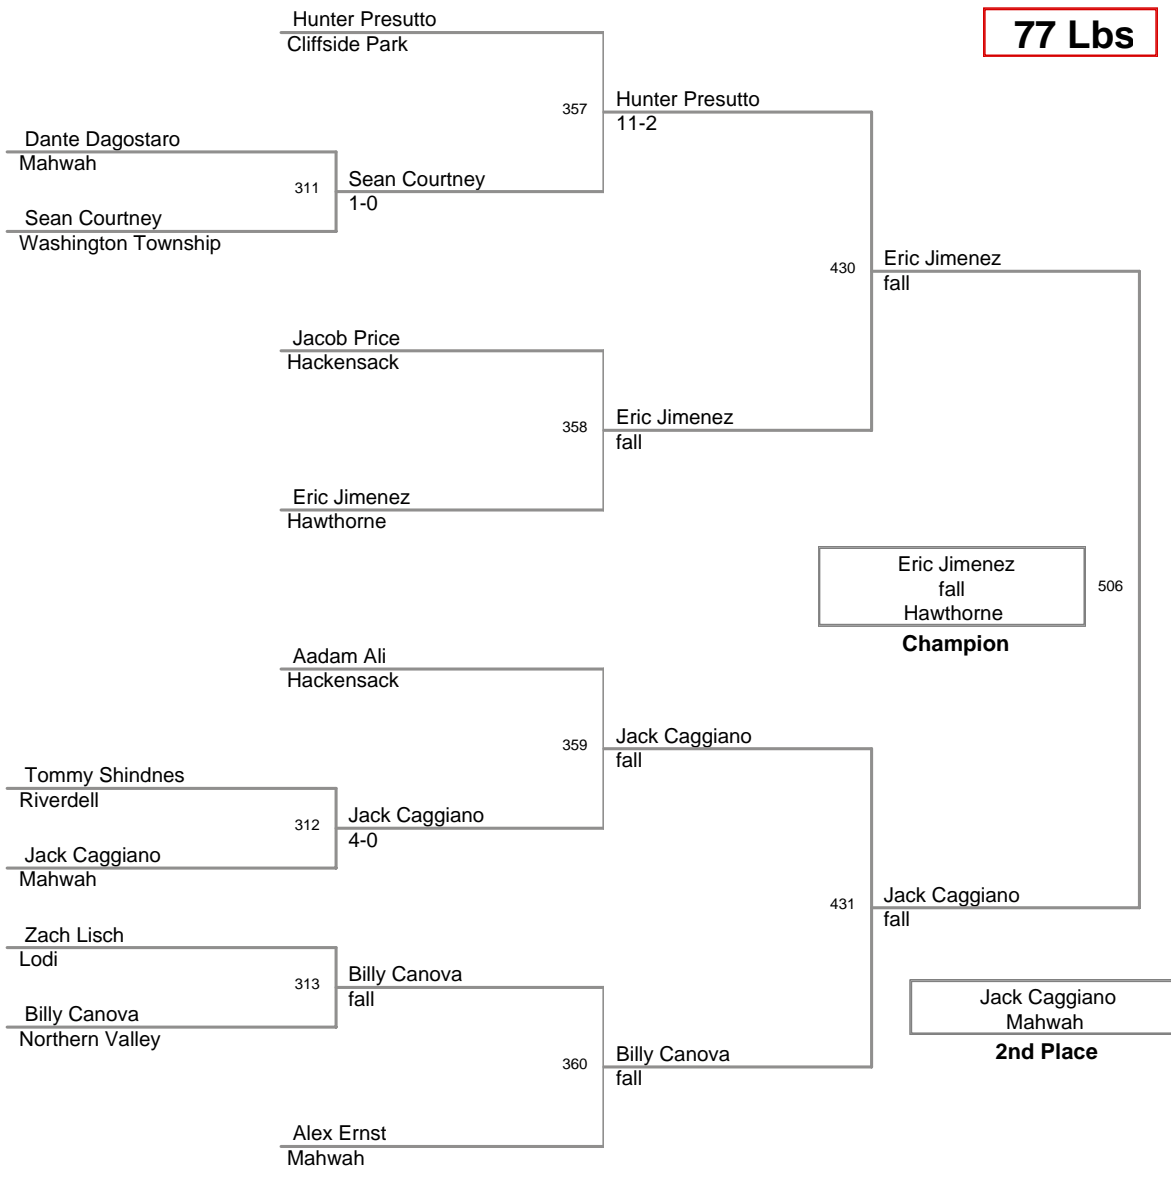 Hunter Presutto
Cliffside Park
77 Lbs
357
Hunter Presutto
11-2
Dante Dagostaro
Mahwah
311
Sean Courtney
1-0
Sean Courtney
Washington Township
430
Eric Jimenez
fall
Jacob Price
Hackensack
358
Eric Jimenez
fall
Eric Jimenez
Hawthorne
Eric Jimenez
fall
Hawthorne
506
Champion
Aadam Ali
Hackensack
359
Jack Caggiano
fall
Tommy Shindnes
Riverdell
312
Jack Caggiano
4-0
Jack Caggiano
Mahwah
431
Jack Caggiano
fall
Zach Lisch
Lodi
313
Billy Canova
fall
Billy Canova
Northern Valley
Jack Caggiano
Mahwah
2nd Place
360
Billy Canova
fall
Alex Ernst
Mahwah